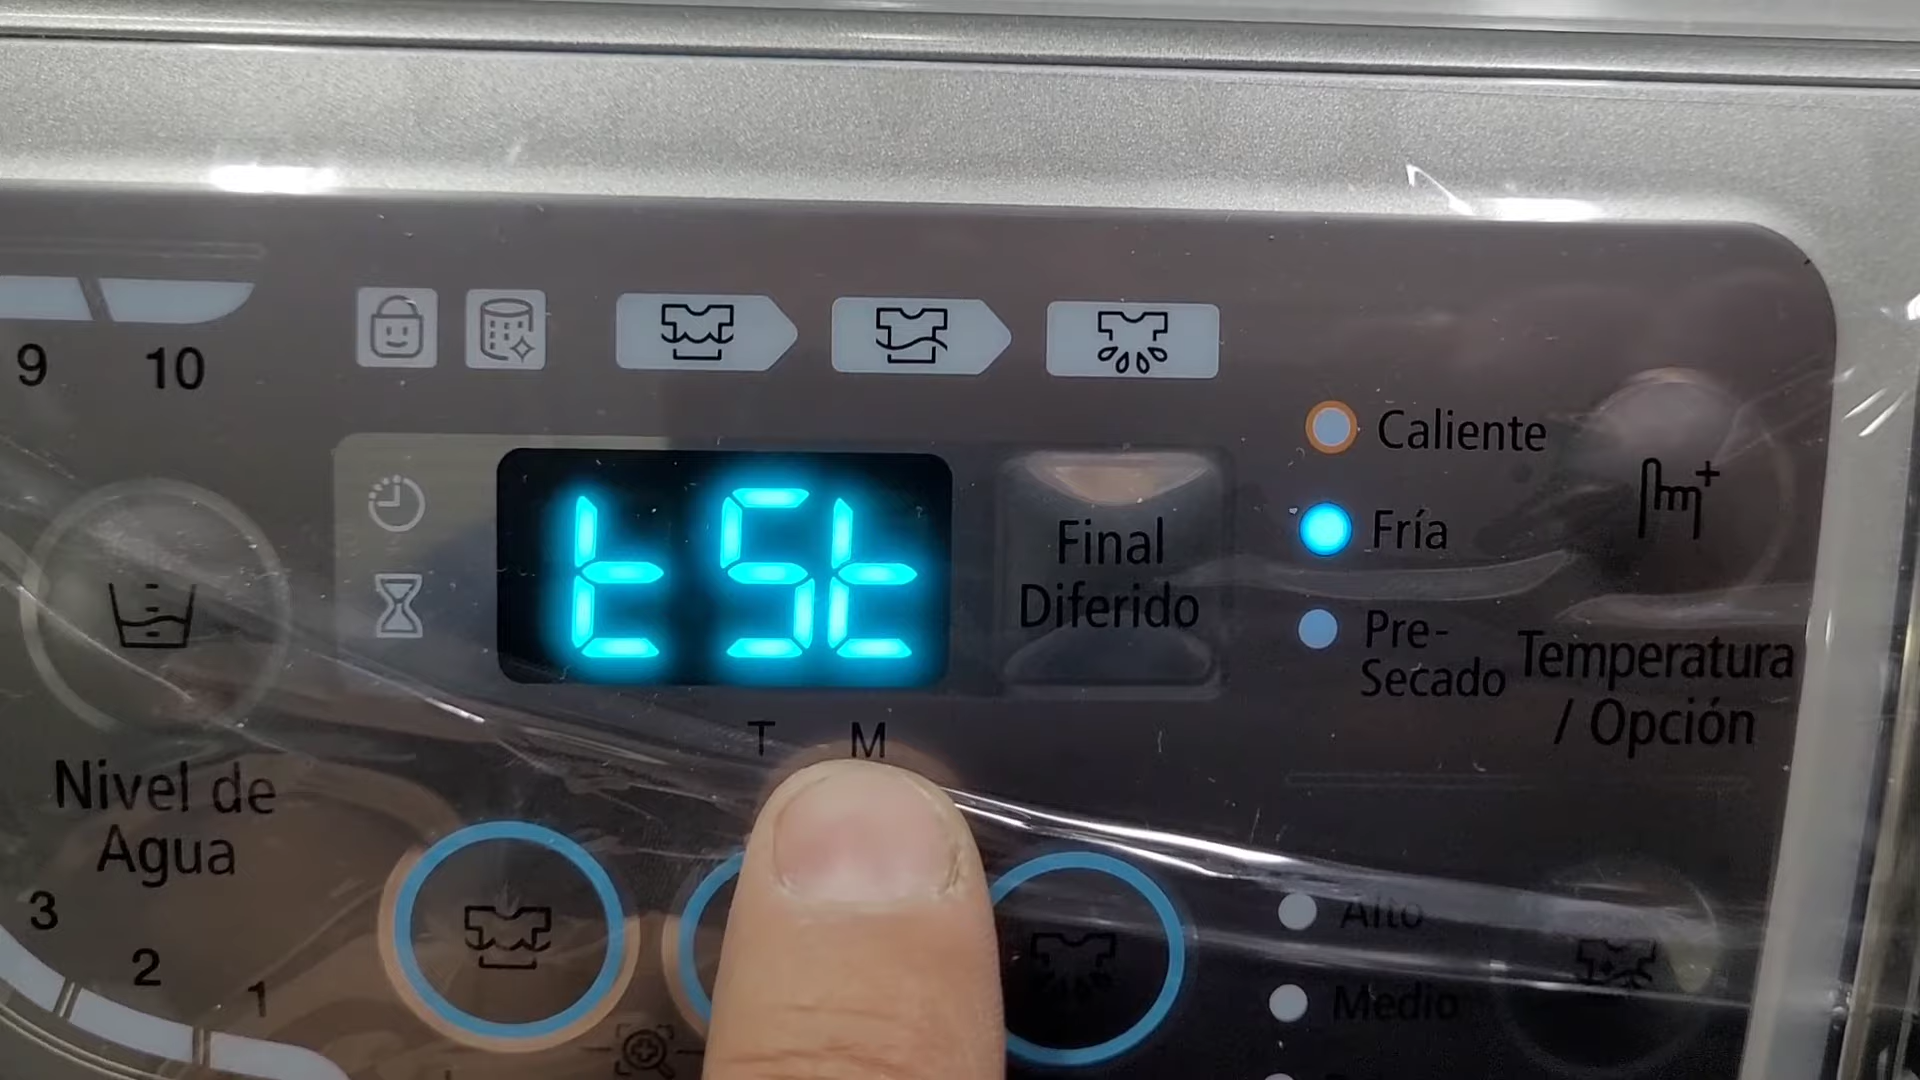 9 10
tSt
T M
Final
Diferido
Caliente
Fría
Pre-
Secado
Temperatura
/ Opción
Nivel de
Agua
3
2
1
Alto
Medio